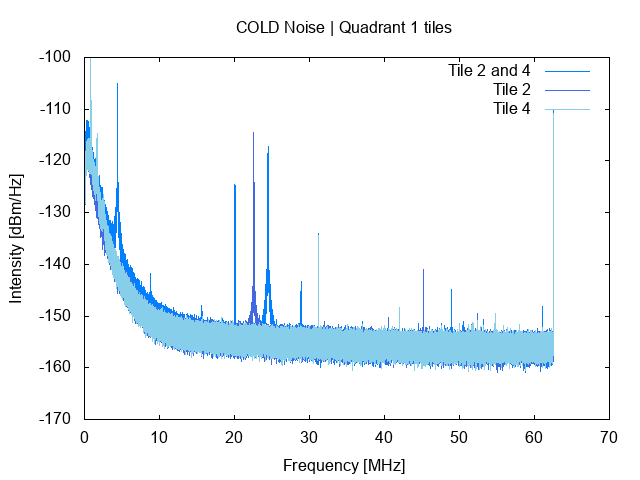 COLD Noise | Quadrant 1 tiles
-100
-110
-120
-130
-140
-150
-160
-170
Intensity [dBm/Hz]
Tile 2 and 4
Tile 2
Tile 4
0 10 20 30 40 50 60 70
Frequency [MHz]